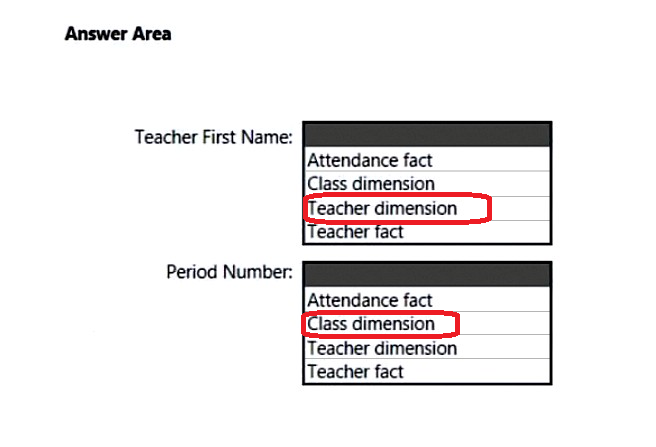 Answer Area
Teacher First Name:
Attendance fact
Class dimension
Teacher dimension
Teacher fact
Period Number:
Attendance fact
Class dimension
Teacher dimension
Teacher fact